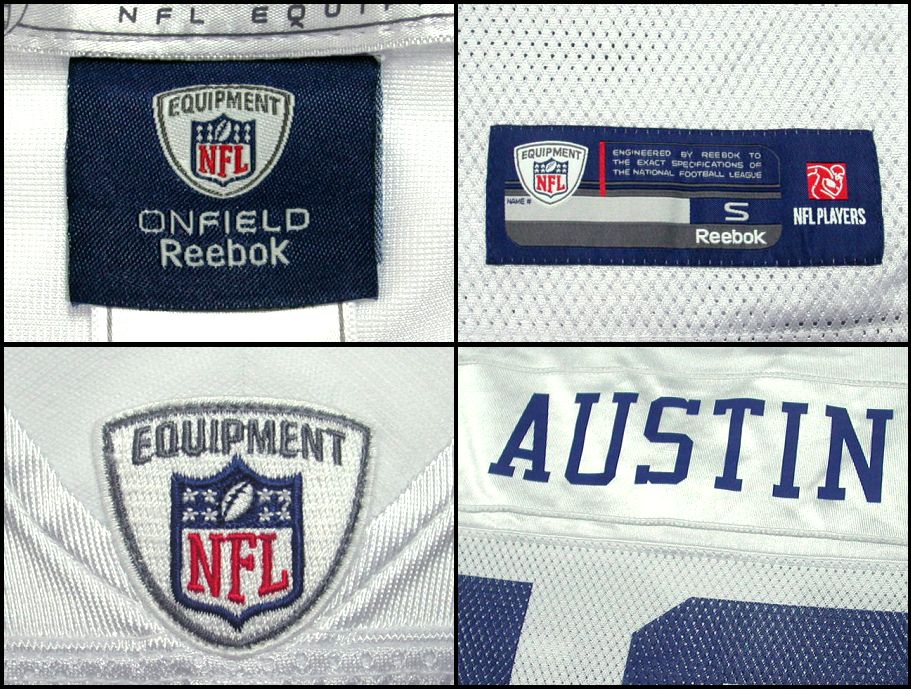 NFL EQUI
EQUIPMENT
NFL
ONFIELD
Reebok
EQUIPMENT
NFL
ENGINEERED BY REEBOK TO
THE EXACT SPECIFICATIONS OF
THE NATIONAL FOOTBALL LEAGUE
NAME #
S
Reebok
NFL PLAYERS
EQUIPMENT
NFL
AUSTIN